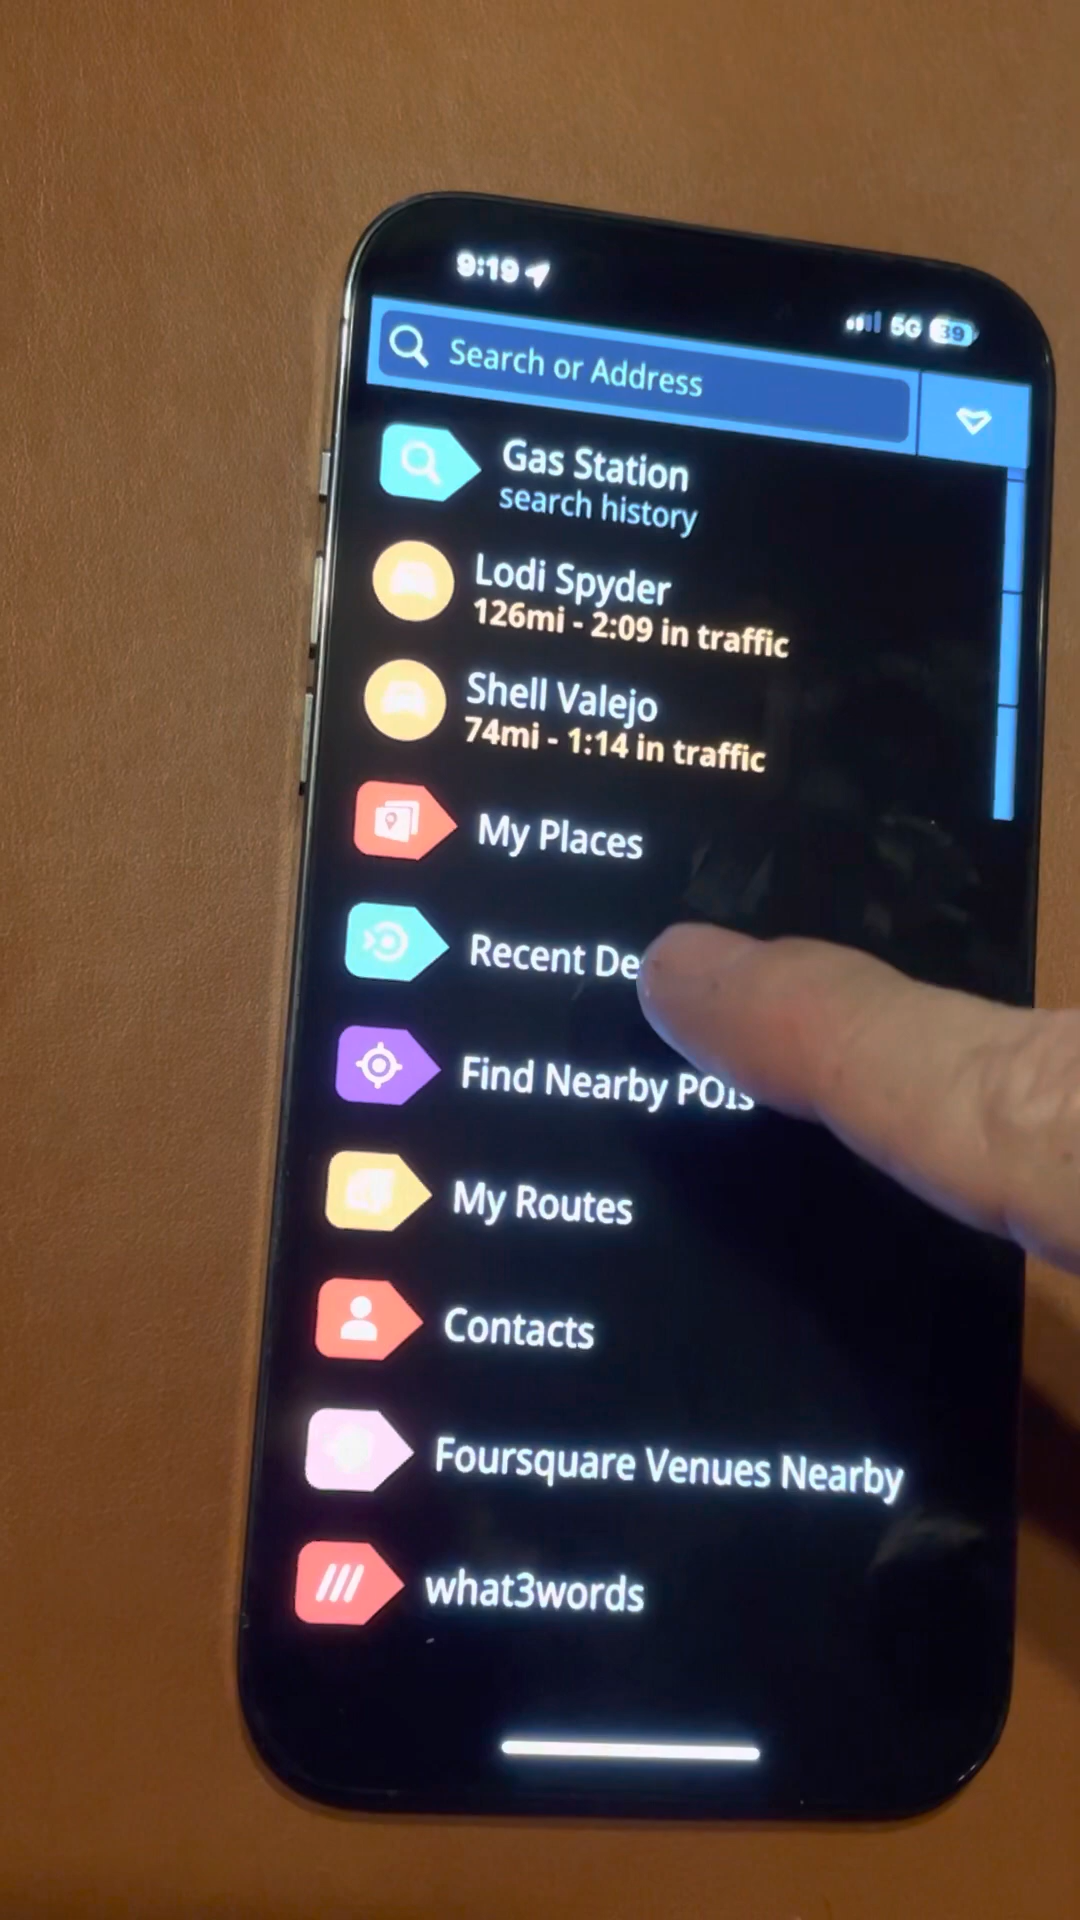 9:19
5G 39
Search or Address
Gas Station
search history
Lodi Spyder
126mi - 2:09 in traffic
Shell Valejo
74mi - 1:14 in traffic
My Places
Recent De
Find Nearby POIs
My Routes
Contacts
Foursquare Venues Nearby
what3words